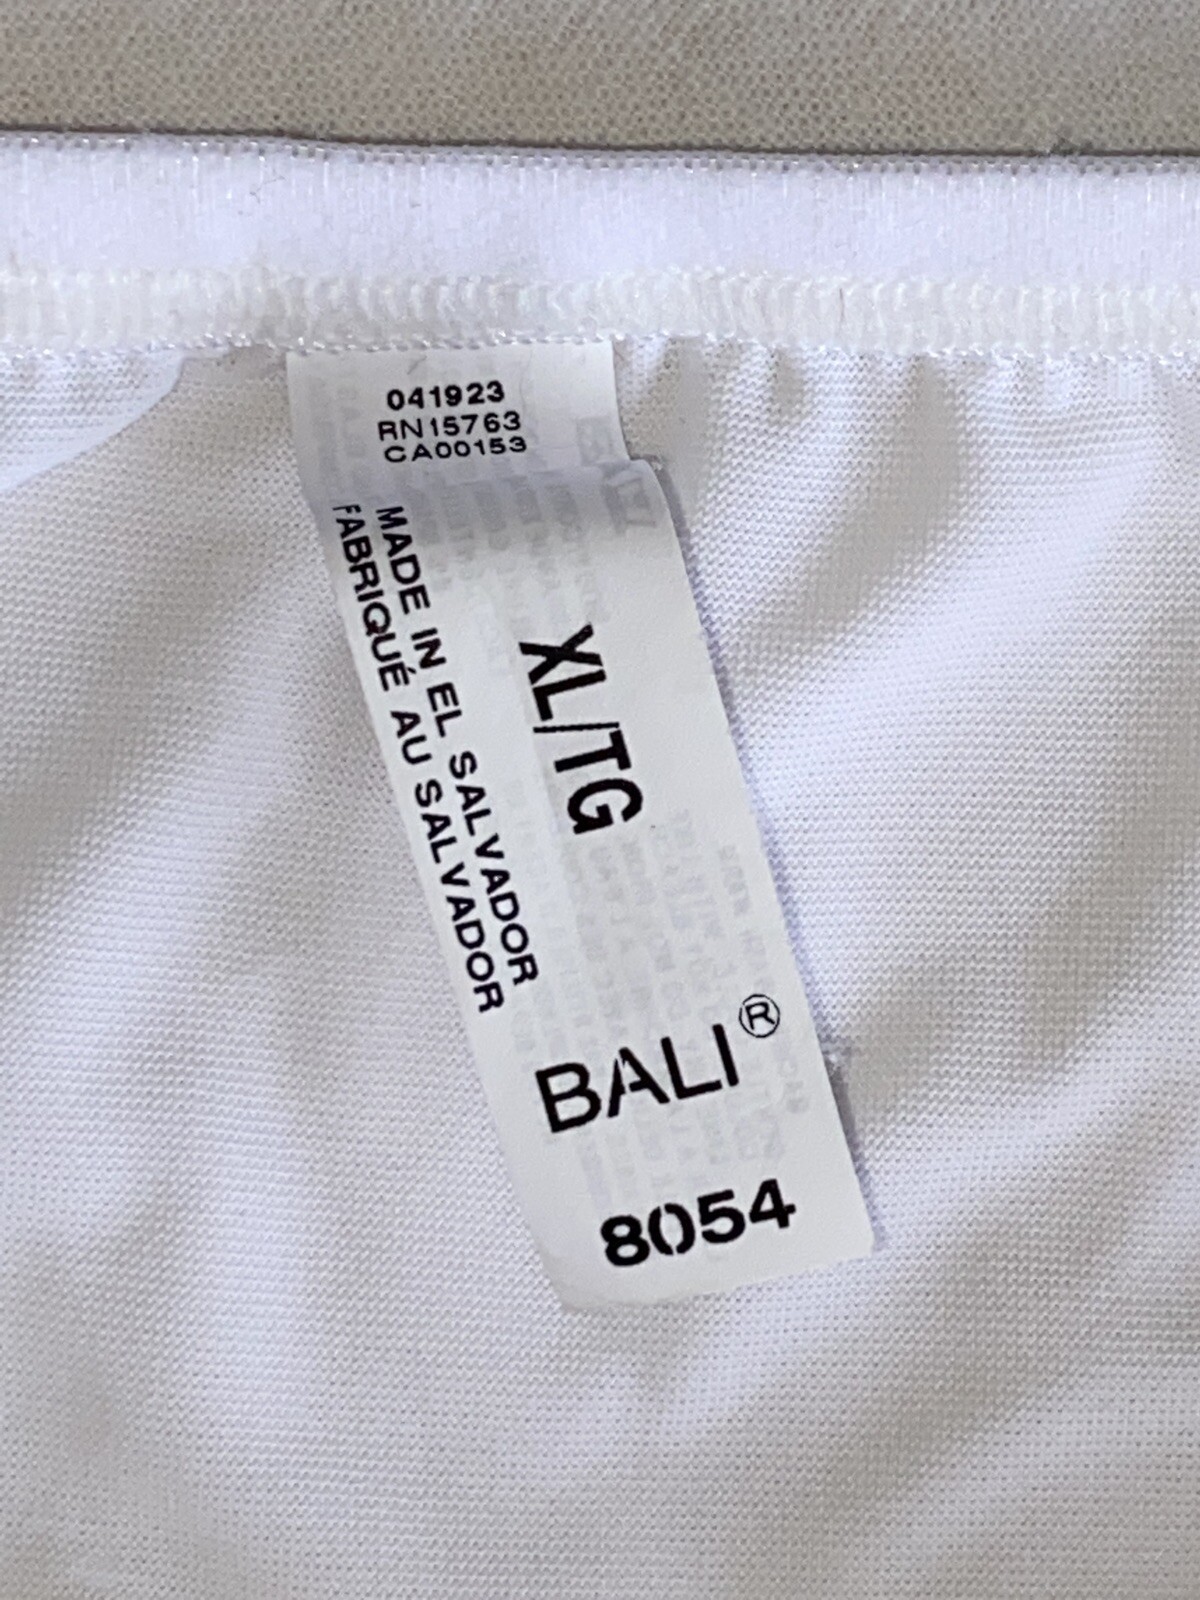 041923
RN15763
CA00153
MADE IN EL SALVADOR
FABRIQUÉ AU SALVADOR
XL/TG
BALI®
8054